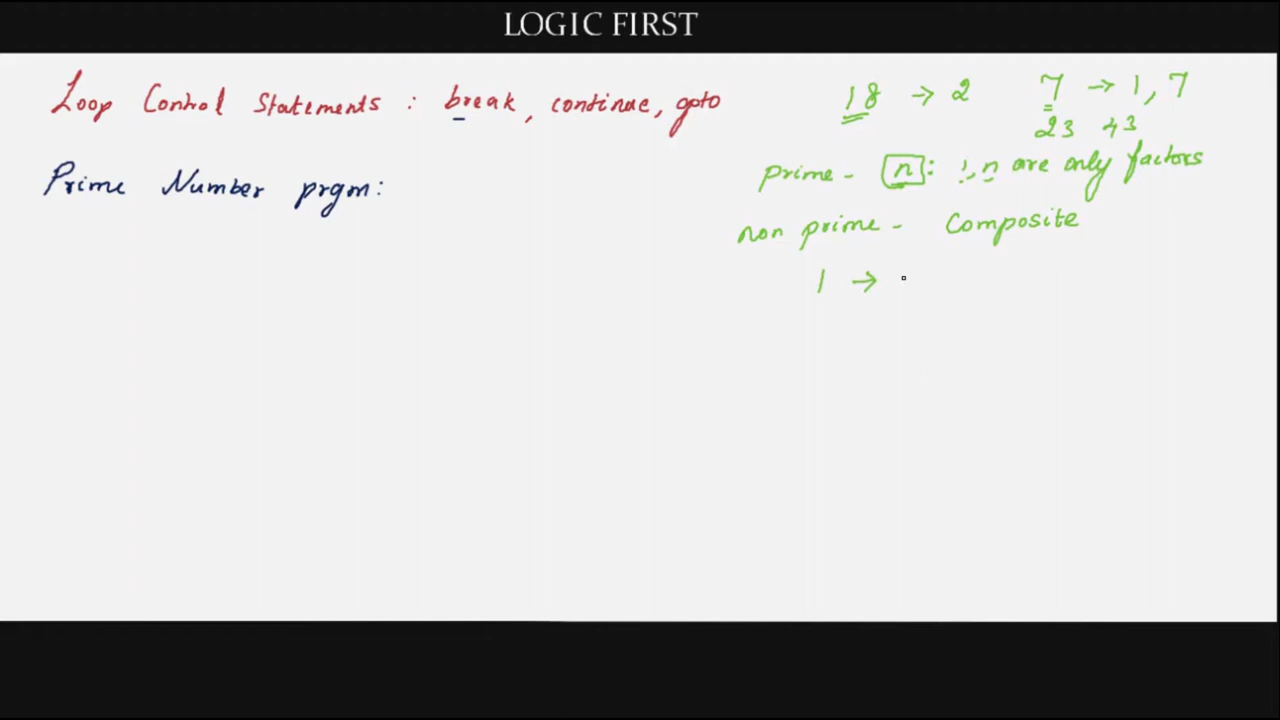 LOGIC FIRST
Loop Control Statements : break, continue, goto
18 → 2 7 → 1, 7
23 43
prime - n : 1, n are only factors
Prime Number prgm:
non prime - Composite
1 →